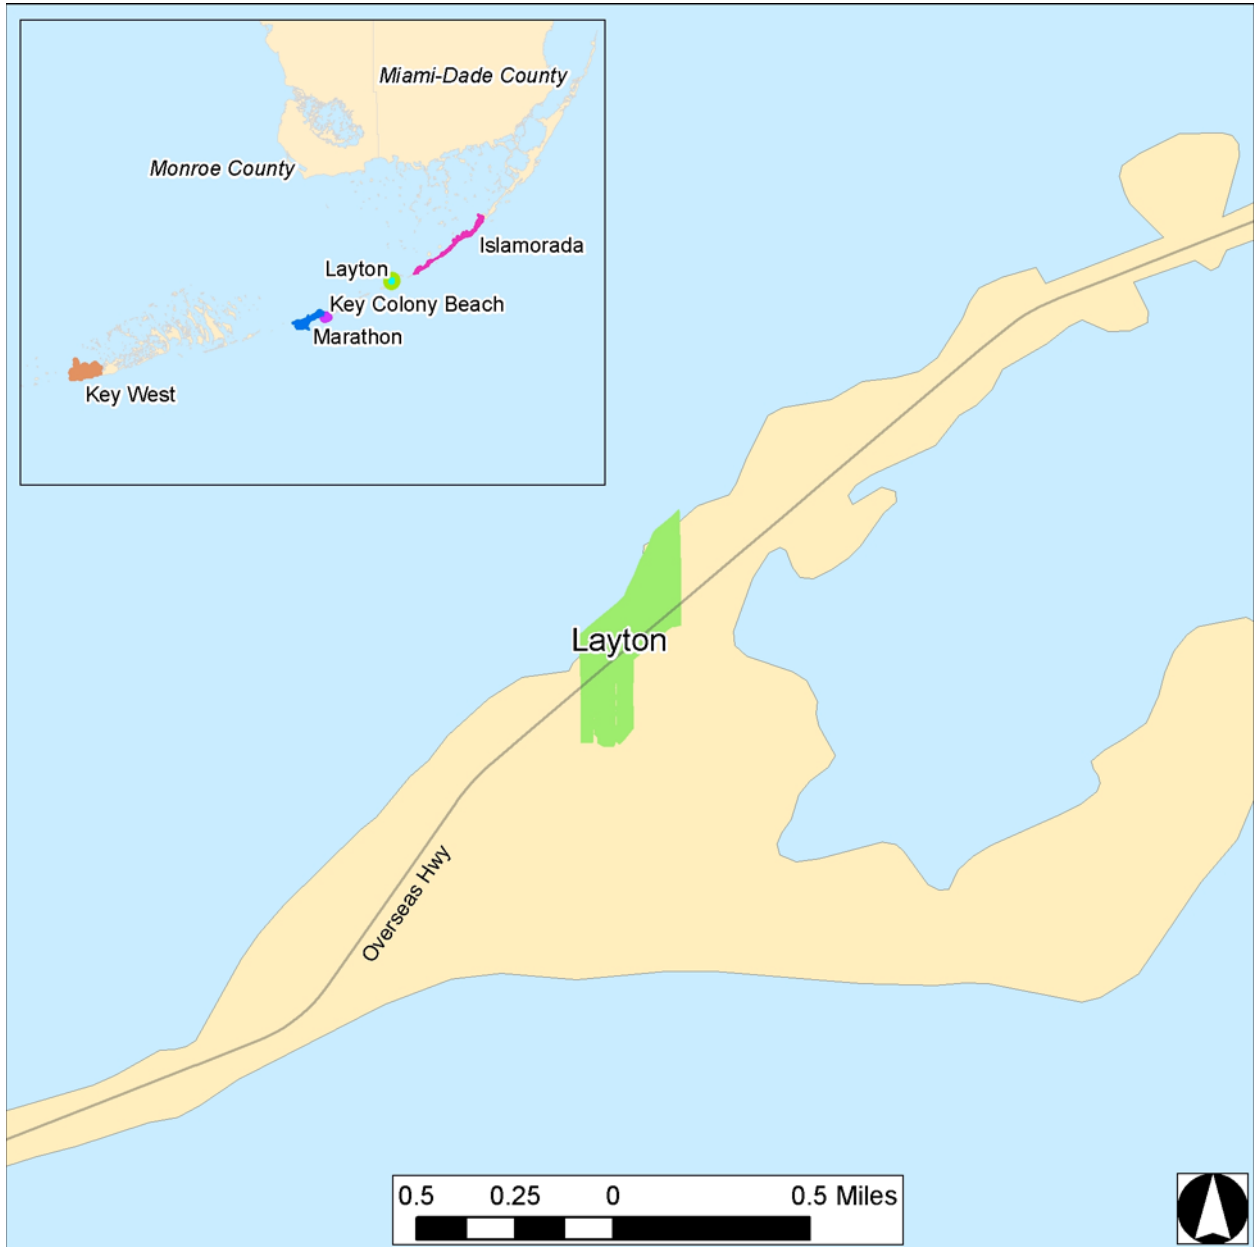 Miami-Dade County
Monroe County
Islamorada
Layton
Key Colony Beach
Marathon
Key West
Layton
Overseas Hwy
0.5 0.25 0 0.5 Miles